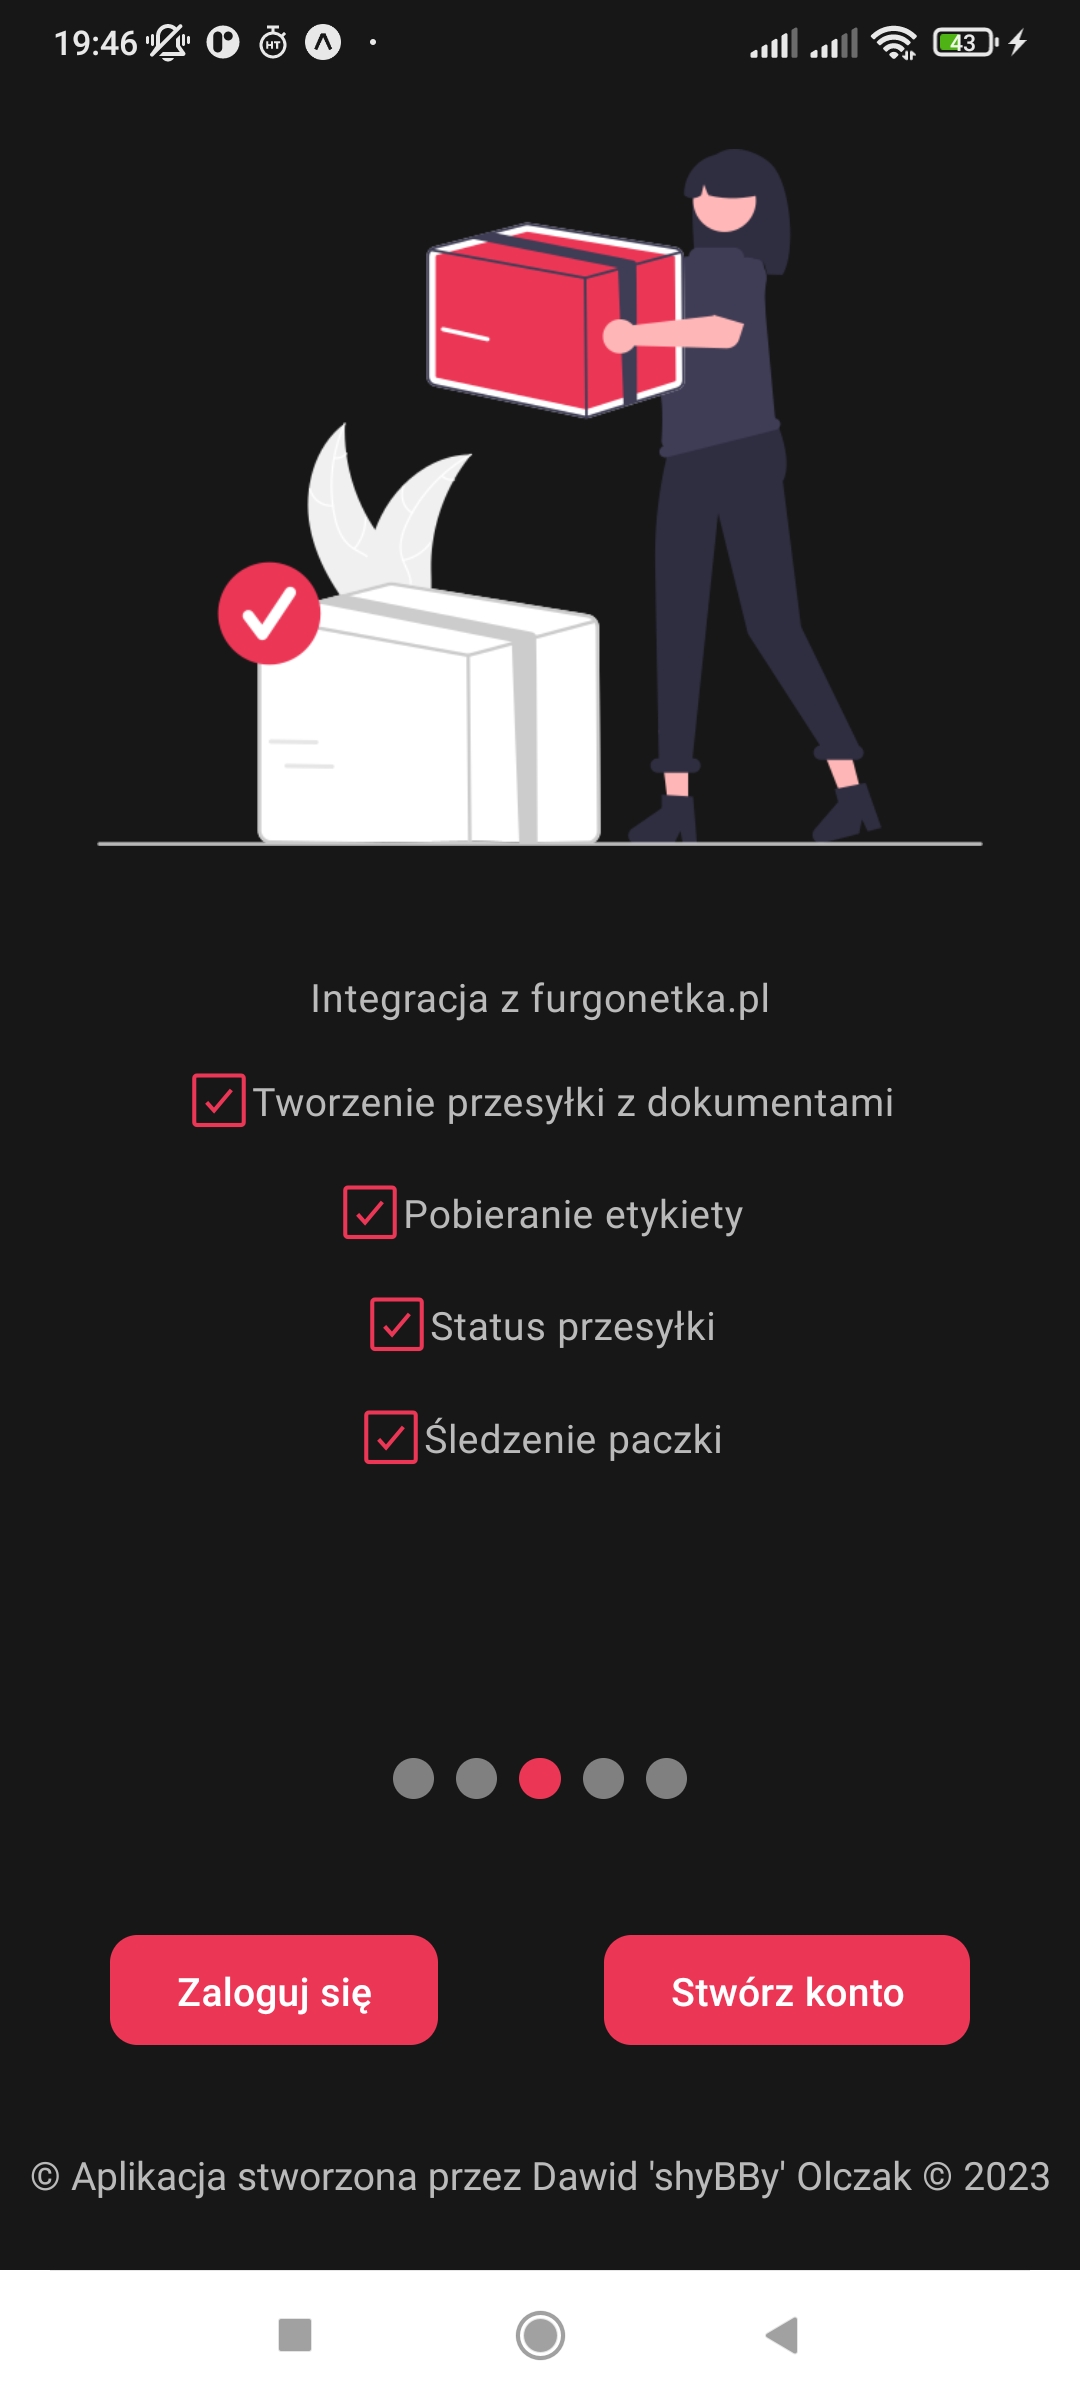 19:46
HT
43
Integracja z furgonetka.pl
Tworzenie przesyłki z dokumentami
Pobieranie etykiety
Status przesyłki
Śledzenie paczki
Zaloguj się
Stwórz konto
© Aplikacja stworzona przez Dawid 'shyBBy' Olczak © 2023